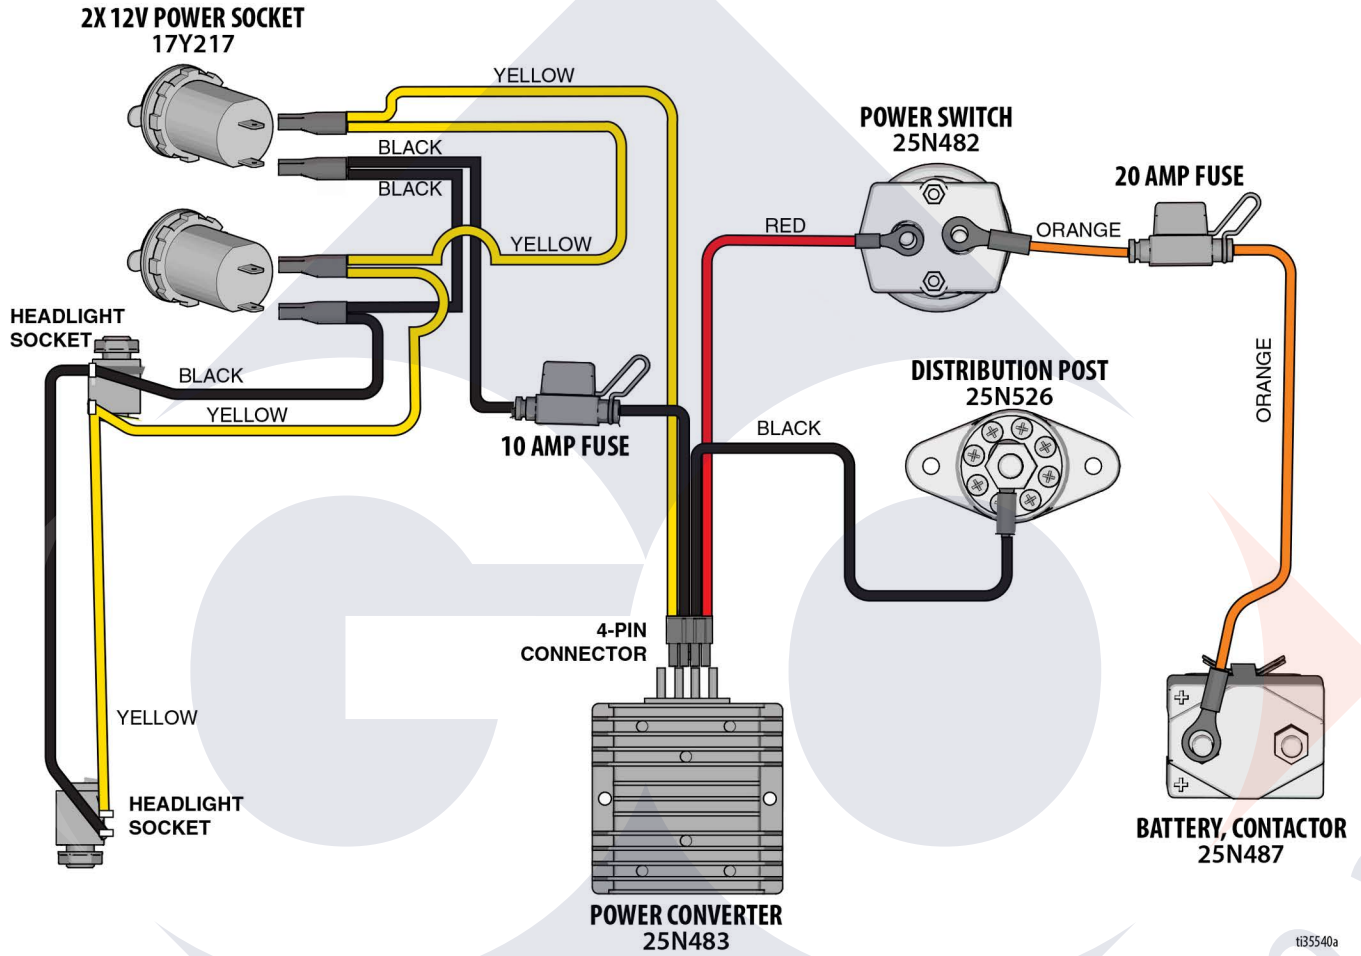 2X 12V POWER SOCKET
17Y217
YELLOW
BLACK
BLACK
YELLOW
POWER SWITCH
25N482
20 AMP FUSE
RED
ORANGE
HEADLIGHT
SOCKET
BLACK
YELLOW
10 AMP FUSE
DISTRIBUTION POST
25N526
BLACK
ORANGE
4-PIN
CONNECTOR
YELLOW
HEADLIGHT
SOCKET
POWER CONVERTER
25N483
BATTERY, CONTACTOR
25N487
ti35540a